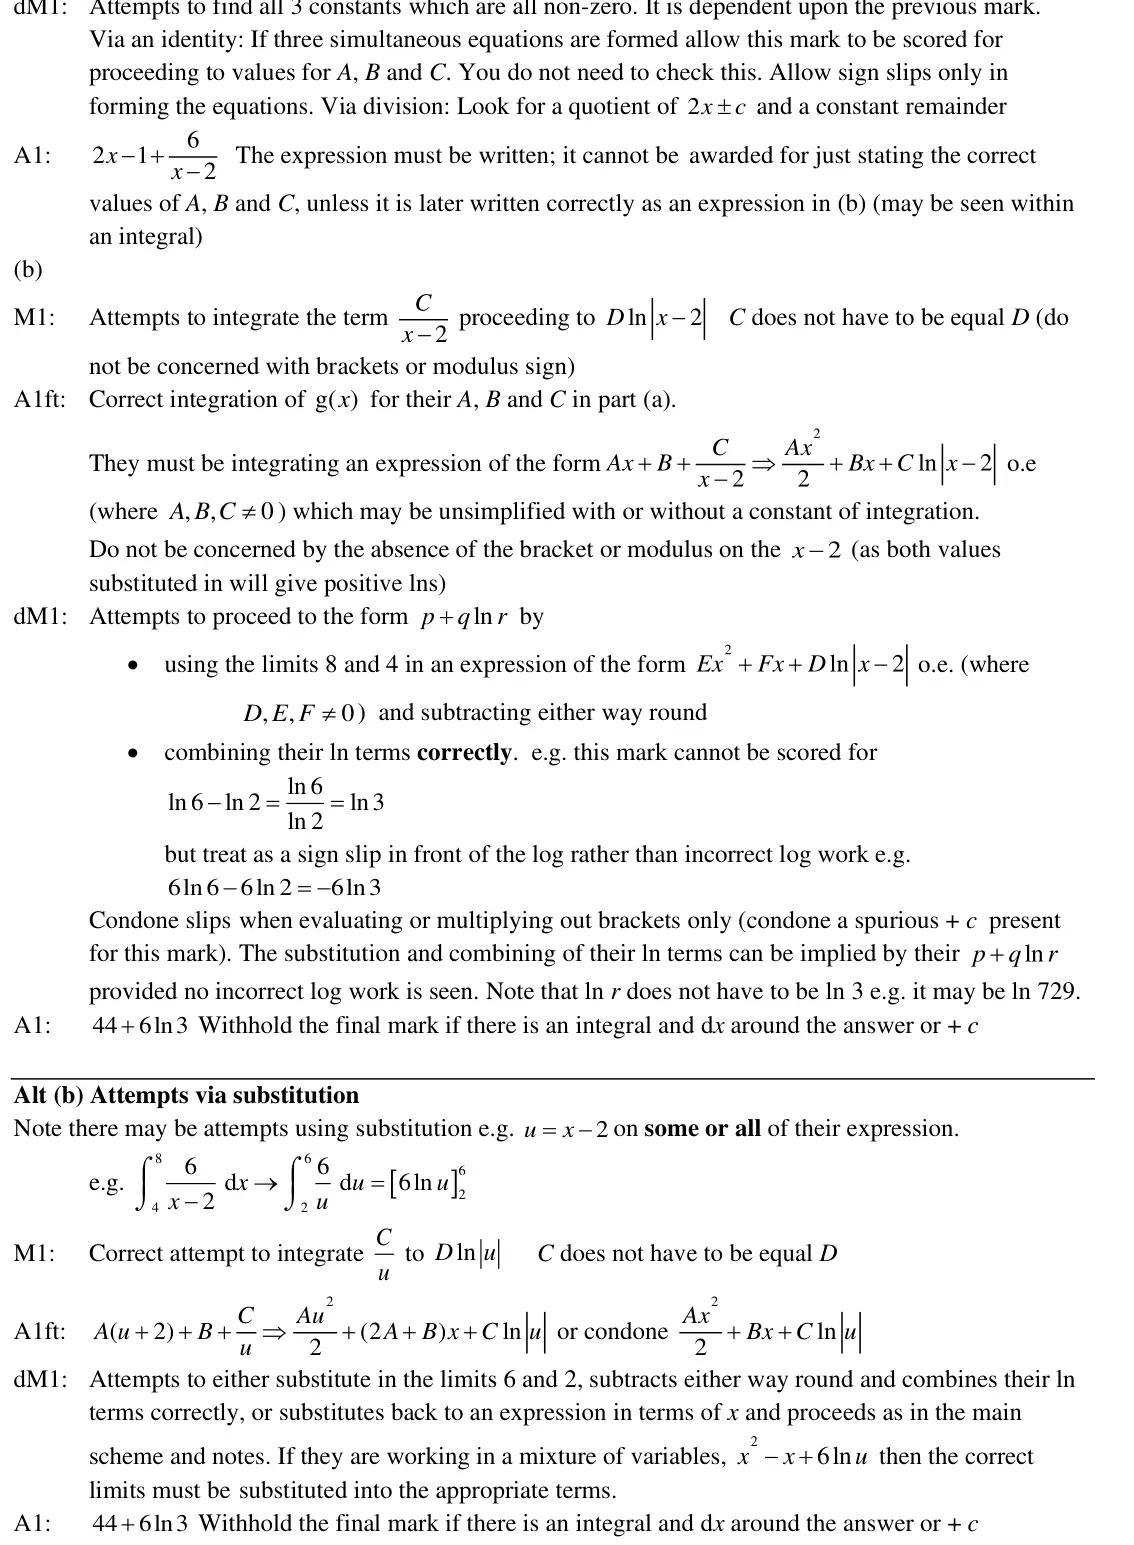 dM1: Attempts to find all 3 constants which are all non-zero. It is dependent upon the previous mark.
Via an identity: If three simultaneous equations are formed allow this mark to be scored for
proceeding to values for A, B and C. You do not need to check this. Allow sign slips only in
forming the equations. Via division: Look for a quotient of 2x ± c and a constant remainder
A1: 2x − 1 + 6/(x − 2) The expression must be written; it cannot be awarded for just stating the correct
values of A, B and C, unless it is later written correctly as an expression in (b) (may be seen within
an integral)
(b)
M1: Attempts to integrate the term C/(x − 2) proceeding to D ln|x − 2| C does not have to be equal D (do
not be concerned with brackets or modulus sign)
A1ft: Correct integration of g(x) for their A, B and C in part (a).
They must be integrating an expression of the form Ax + B + C/(x − 2) ⇒ Ax²/2 + Bx + C ln|x − 2| o.e
(where A, B, C ≠ 0) which may be unsimplified with or without a constant of integration.
Do not be concerned by the absence of the bracket or modulus on the x − 2 (as both values
substituted in will give positive lns)
dM1: Attempts to proceed to the form p + q ln r by
• using the limits 8 and 4 in an expression of the form Ex² + Fx + D ln|x − 2| o.e. (where
D, E, F ≠ 0) and subtracting either way round
• combining their ln terms correctly. e.g. this mark cannot be scored for
ln 6 − ln 2 = ln 6/ln 2 = ln 3
but treat as a sign slip in front of the log rather than incorrect log work e.g.
6 ln 6 − 6 ln 2 = −6 ln 3
Condone slips when evaluating or multiplying out brackets only (condone a spurious + c present
for this mark). The substitution and combining of their ln terms can be implied by their p + q ln r
provided no incorrect log work is seen. Note that ln r does not have to be ln 3 e.g. it may be ln 729.
A1: 44 + 6 ln 3 Withhold the final mark if there is an integral and dx around the answer or + c
Alt (b) Attempts via substitution
Note there may be attempts using substitution e.g. u = x − 2 on some or all of their expression.
e.g. ∫₄⁸ 6/(x − 2) dx → ∫₂⁶ 6/u du = [6 ln u]₂⁶
M1: Correct attempt to integrate C/u to D ln|u| C does not have to be equal D
A1ft: A(u + 2) + B + C/u ⇒ Au²/2 + (2A + B)x + C ln|u| or condone Ax²/2 + Bx + C ln|u|
dM1: Attempts to either substitute in the limits 6 and 2, subtracts either way round and combines their ln
terms correctly, or substitutes back to an expression in terms of x and proceeds as in the main
scheme and notes. If they are working in a mixture of variables, x² − x + 6 ln u then the correct
limits must be substituted into the appropriate terms.
A1: 44 + 6 ln 3 Withhold the final mark if there is an integral and dx around the answer or + c